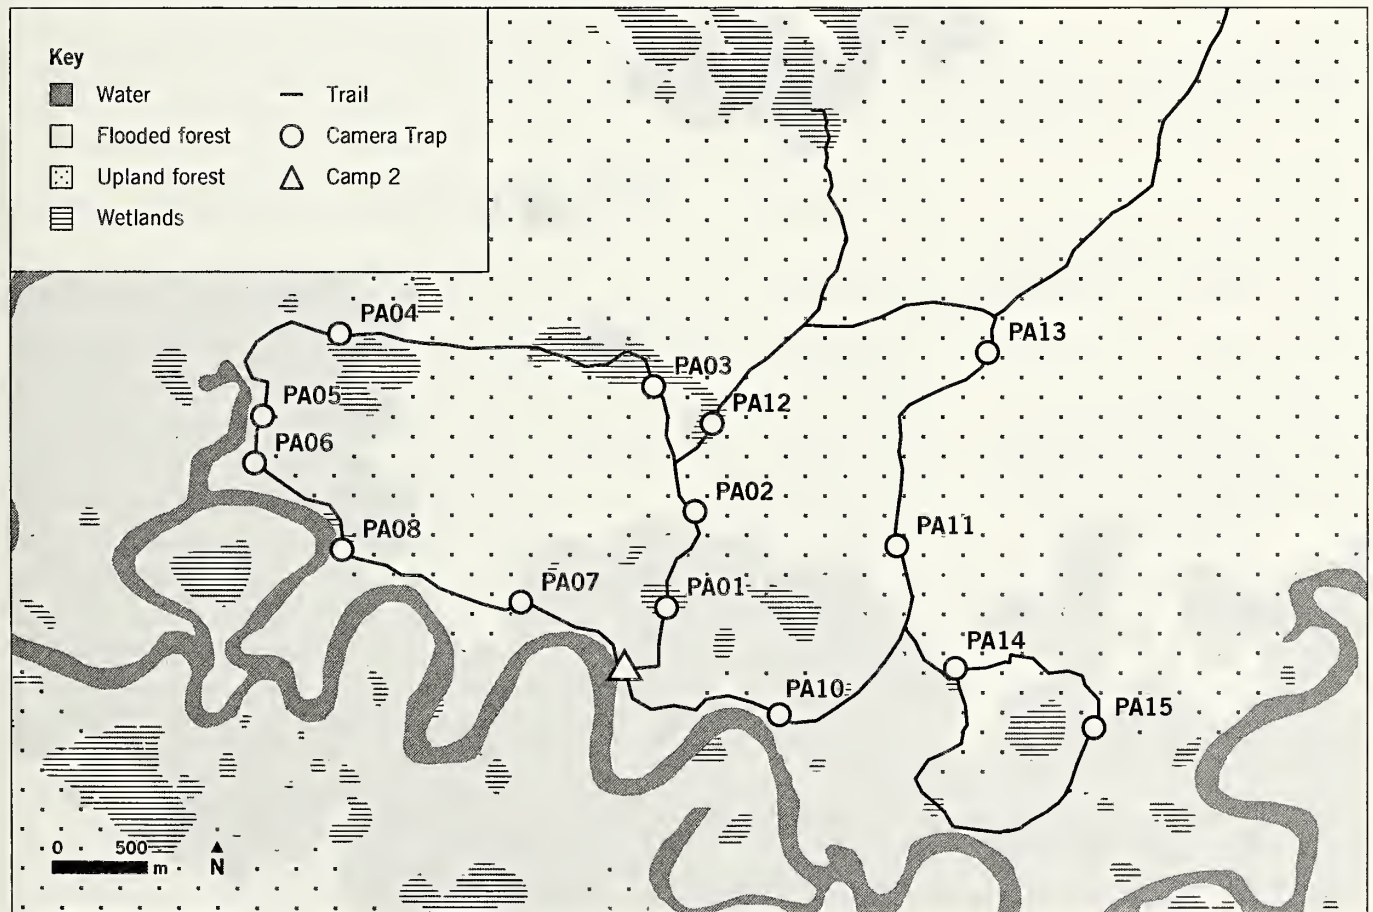 Key
Water
Trail
Flooded forest
Camera Trap
Upland forest
Camp 2
Wetlands
PA04
PA13
PA03
PA05
PA12
PA06
PA02
PA08
PA11
PA07
PA01
PA14
PA10
PA15
0 500 m
N